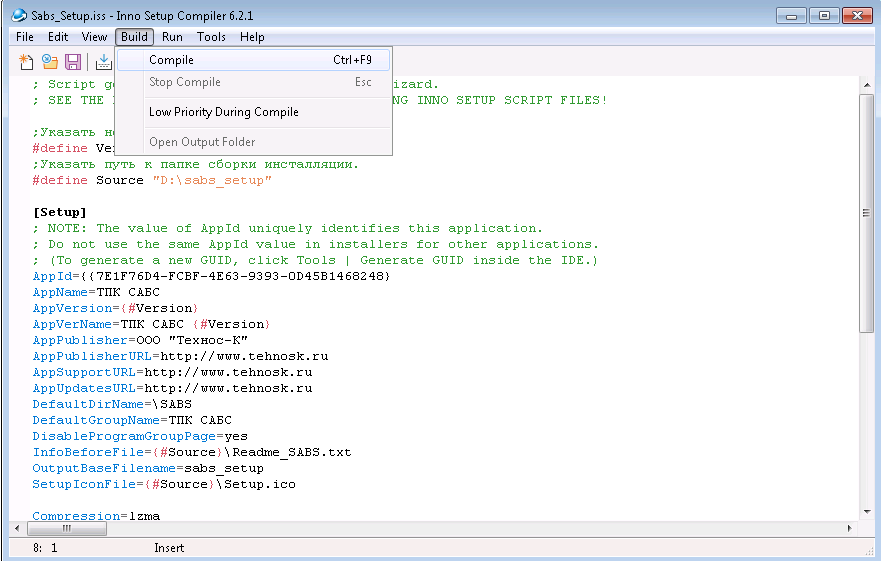 Sabs_Setup.iss - Inno Setup Compiler 6.2.1
File Edit View Build Run Tools Help
Compile Ctrl+F9
Stop Compile Esc
Low Priority During Compile
Open Output Folder
; Script g izard.
; SEE THE NG INNO SETUP SCRIPT FILES!
;Указать н
#define Ve
;Указать путь к папке сборки инсталляции.
#define Source "D:\sabs_setup"
[Setup]
; NOTE: The value of AppId uniquely identifies this application.
; Do not use the same AppId value in installers for other applications.
; (To generate a new GUID, click Tools | Generate GUID inside the IDE.)
AppId={{7E1F76D4-FCBF-4E63-9393-0D45B1468248}
AppName=ТПК САБС
AppVersion={#Version}
AppVerName=ТПК САБС {#Version}
AppPublisher=ООО "Технос-К"
AppPublisherURL=http://www.tehnosk.ru
AppSupportURL=http://www.tehnosk.ru
AppUpdatesURL=http://www.tehnosk.ru
DefaultDirName=\SABS
DefaultGroupName=ТПК САБС
DisableProgramGroupPage=yes
InfoBeforeFile={#Source}\Readme_SABS.txt
OutputBaseFilename=sabs_setup
SetupIconFile={#Source}\Setup.ico
Compression=lzma
8: 1 Insert